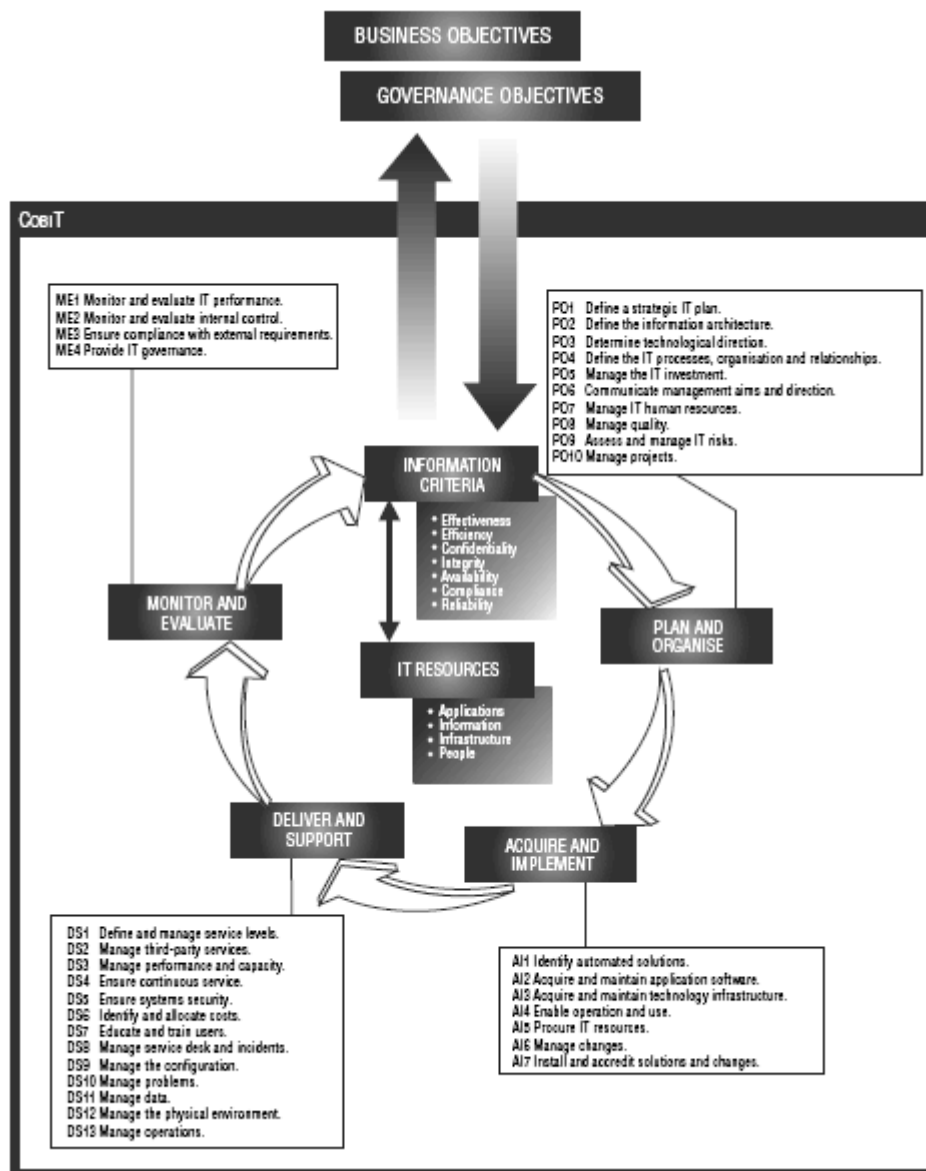 BUSINESS OBJECTIVES
GOVERNANCE OBJECTIVES
COBIT
ME1 Monitor and evaluate IT performance.
ME2 Monitor and evaluate internal control.
ME3 Ensure compliance with external requirements.
ME4 Provide IT governance.
PO1 Define a strategic IT plan.
PO2 Define the information architecture.
PO3 Determine technological direction.
PO4 Define the IT processes, organisation and relationships.
PO5 Manage the IT investment.
PO6 Communicate management aims and direction.
PO7 Manage IT human resources.
PO8 Manage quality.
PO9 Assess and manage IT risks.
PO10 Manage projects.
INFORMATION
CRITERIA
• Effectiveness
• Efficiency
• Confidentiality
• Integrity
• Availability
• Compliance
• Reliability
MONITOR AND
EVALUATE
PLAN AND
ORGANISE
IT RESOURCES
• Applications
• Information
• Infrastructure
• People
DELIVER AND
SUPPORT
ACQUIRE AND
IMPLEMENT
DS1 Define and manage service levels.
DS2 Manage third-party services.
DS3 Manage performance and capacity.
DS4 Ensure continuous service.
DS5 Ensure systems security.
DS6 Identify and allocate costs.
DS7 Educate and train users.
DS8 Manage service desk and incidents.
DS9 Manage the configuration.
DS10 Manage problems.
DS11 Manage data.
DS12 Manage the physical environment.
DS13 Manage operations.
AI1 Identify automated solutions.
AI2 Acquire and maintain application software.
AI3 Acquire and maintain technology infrastructure.
AI4 Enable operation and use.
AI5 Procure IT resources.
AI6 Manage changes.
AI7 Install and accredit solutions and changes.